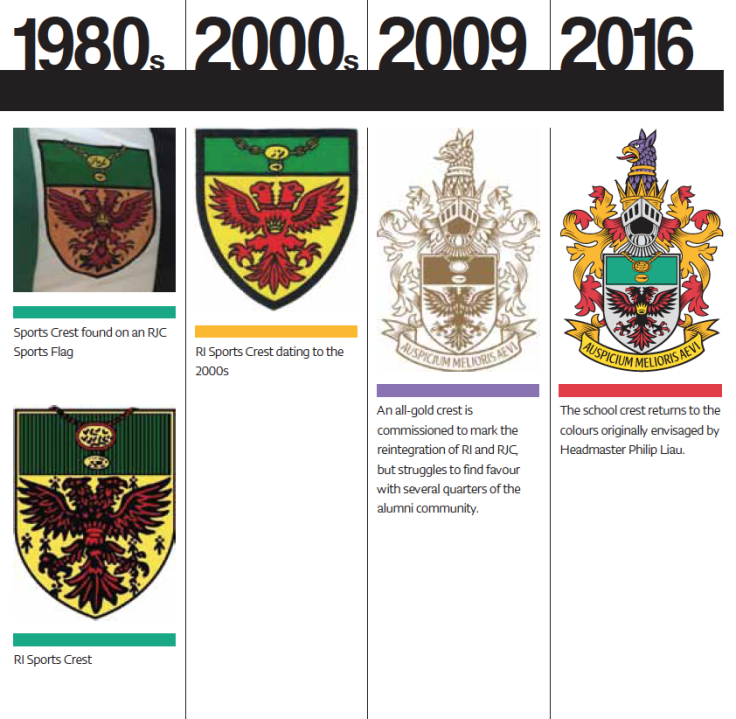 1980s
2000s
2009
2016
Sports Crest found on an RJC
Sports Flag
RI Sports Crest
RI Sports Crest dating to the
2000s
AUSPICIUM MELIORIS AEVI
An all-gold crest is
commissioned to mark the
reintegration of RI and RJC,
but struggles to find favour
with several quarters of the
alumni community.
AUSPICIUM MELIORIS AEVI
The school crest returns to the
colours originally envisaged by
Headmaster Philip Liau.